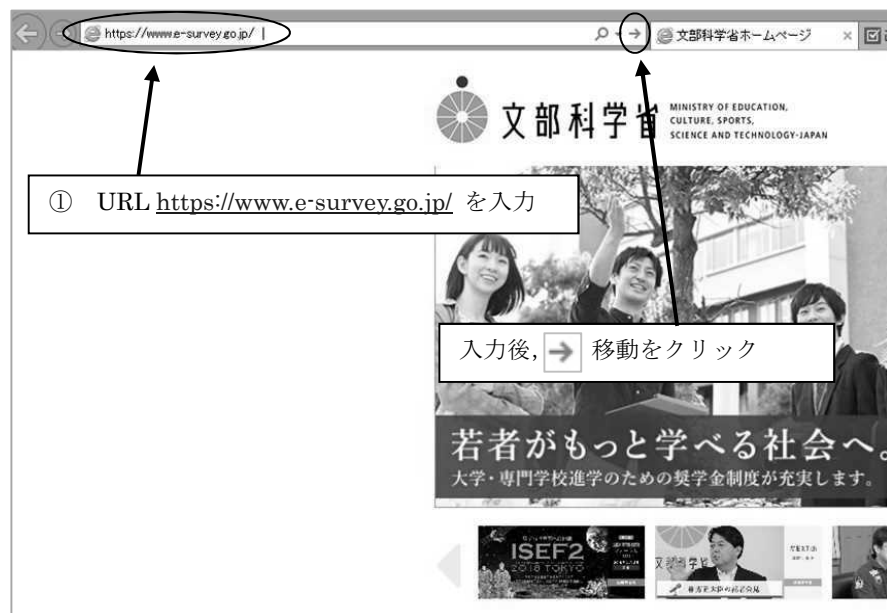 https://www.e-survey.go.jp/
文部科学省ホームページ
文部科学省
MINISTRY OF EDUCATION,
CULTURE, SPORTS,
SCIENCE AND TECHNOLOGY-JAPAN
① URL https://www.e-survey.go.jp/ を入力
入力後, → 移動をクリック
若者がもっと学べる社会へ。
大学・専門学校進学のための奨学金制度が充実します。
ISEF2
2018 TOKYO